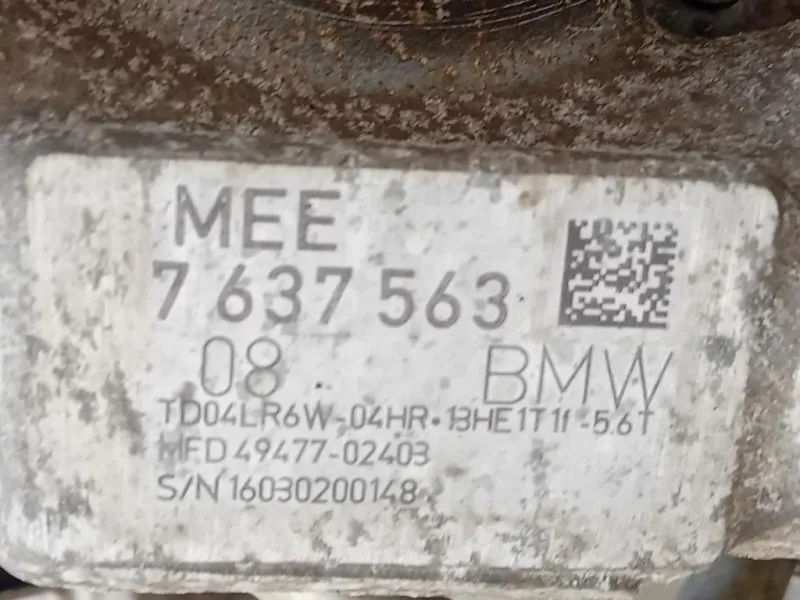 MEE
7 637 563
08 BMW
TD04LR6W-04HR•13HE1T1f-5.6T
MFD 49477-02403
S/N 16030200148